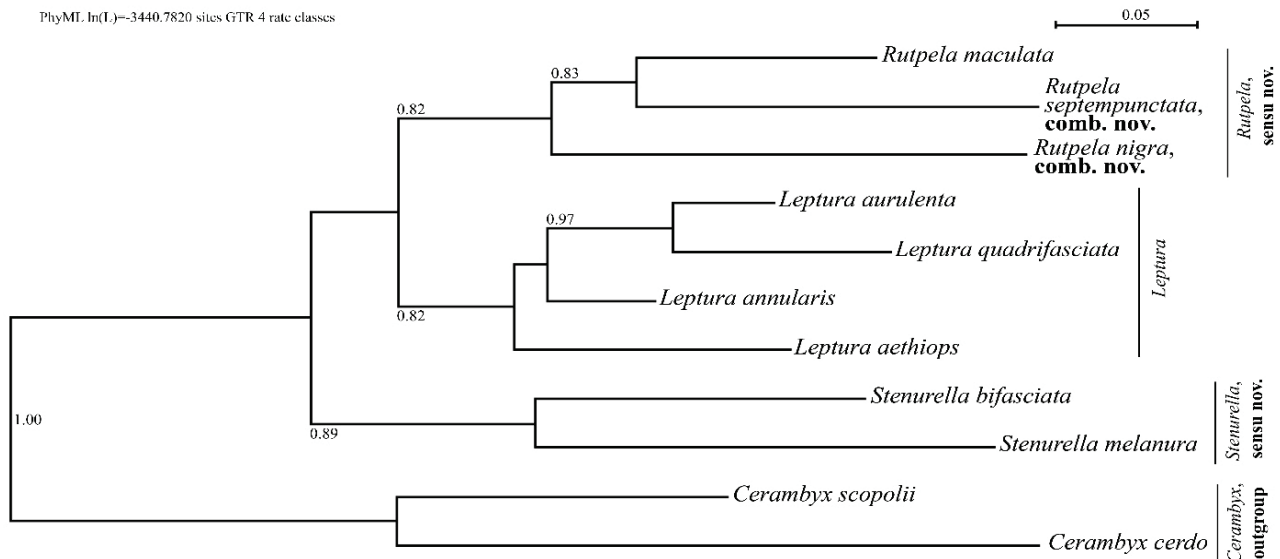 PhyML ln(L)=-3440.7820 sites GTR 4 rate classes
0.05
Rutpela maculata
0.83
Rutpela
septempunctata,
comb. nov.
0.82
Rutpela nigra,
comb. nov.
Rutpela,
sensu nov.
Leptura aurulenta
0.97
Leptura quadrifasciata
Leptura
Leptura annularis
0.82
Leptura aethiops
Stenurella bifasciata
0.89
Stenurella melanura
Stenurella,
sensu nov.
1.00
Cerambyx scopolii
Cerambyx cerdo
Cerambyx,
outgroup